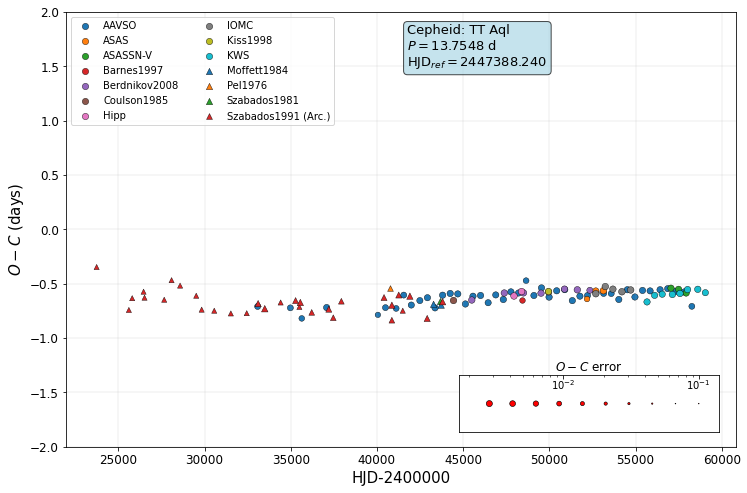 2.0
1.5
1.0
0.5
0.0
−0.5
−1.0
−1.5
−2.0
O − C (days)
AAVSO
ASAS
ASASSN-V
Barnes1997
Berdnikov2008
Coulson1985
Hipp
IOMC
Kiss1998
KWS
Moffett1984
Pel1976
Szabados1981
Szabados1991 (Arc.)
Cepheid: TT Aql
P = 13.7548 d
HJD_ref = 2447388.240
O − C error
10^−2 10^−1
25000 30000 35000 40000 45000 50000 55000 60000
HJD-2400000